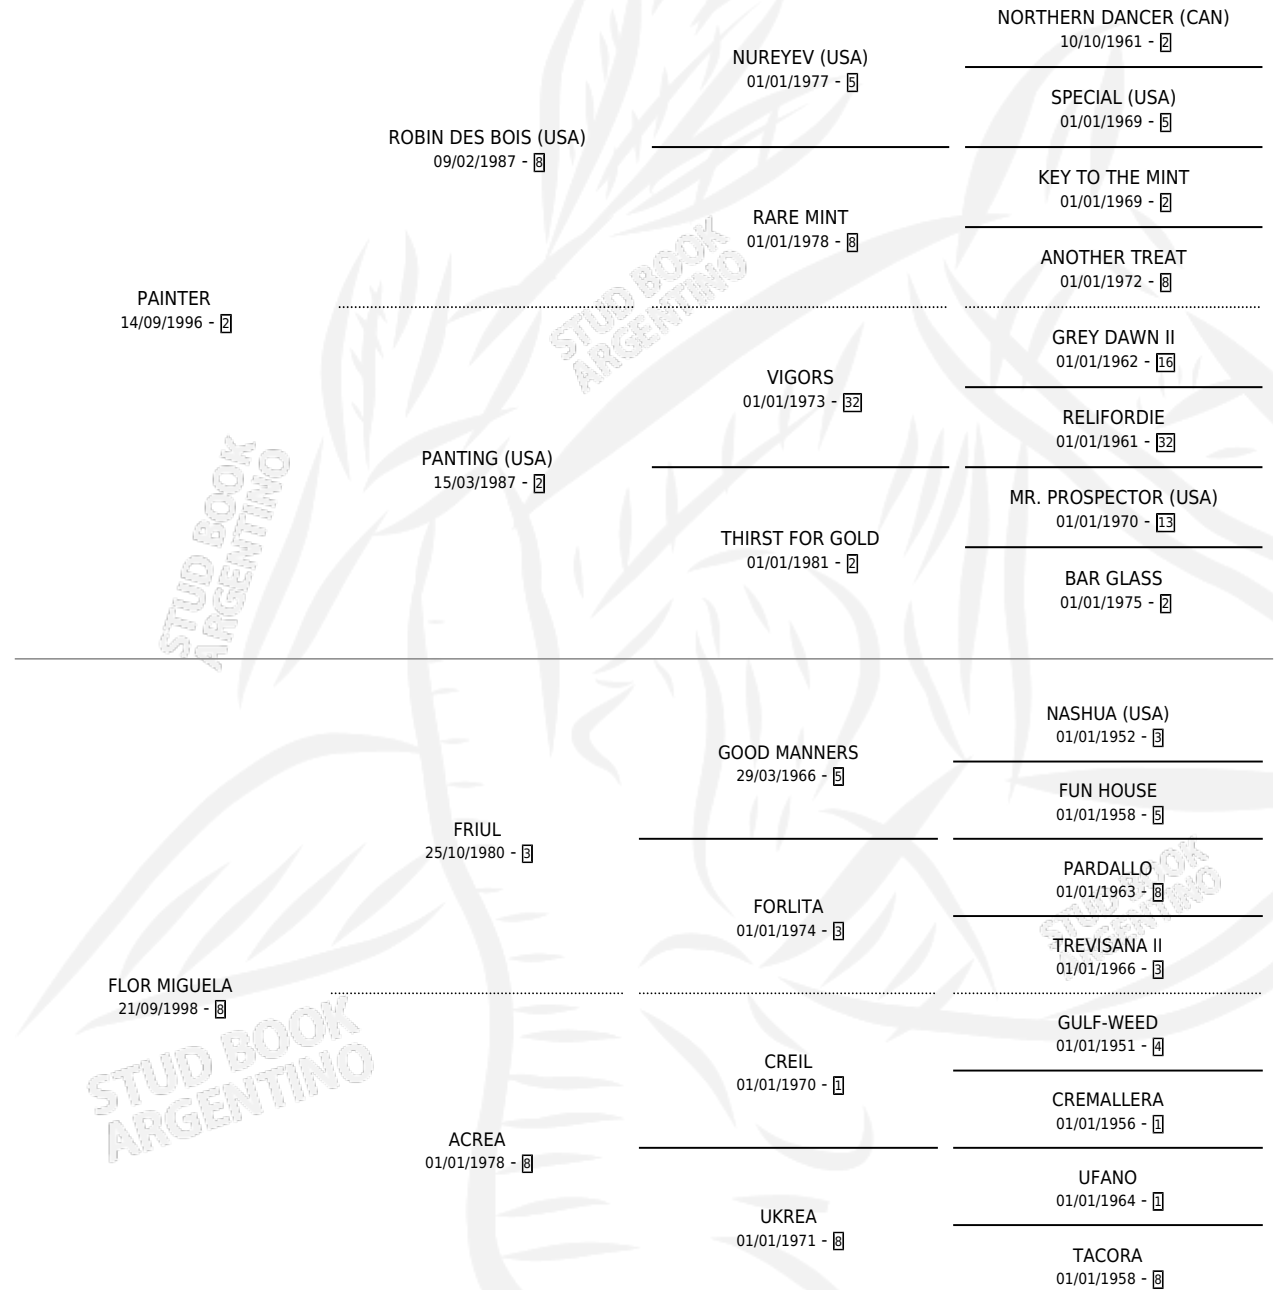 NORTHERN DANCER (CAN)
10/10/1961 - 2
NUREYEV (USA)
01/01/1977 - 5
SPECIAL (USA)
01/01/1969 - 5
ROBIN DES BOIS (USA)
09/02/1987 - 8
KEY TO THE MINT
01/01/1969 - 2
RARE MINT
01/01/1978 - 8
ANOTHER TREAT
01/01/1972 - 8
PAINTER
14/09/1996 - 2
GREY DAWN II
01/01/1962 - 16
VIGORS
01/01/1973 - 32
RELIFORDIE
01/01/1961 - 32
PANTING (USA)
15/03/1987 - 2
MR. PROSPECTOR (USA)
01/01/1970 - 13
THIRST FOR GOLD
01/01/1981 - 2
BAR GLASS
01/01/1975 - 2
STUD BOOK
ARGENTINO
STUD BOOK
ARGENTINO
NASHUA (USA)
01/01/1952 - 3
GOOD MANNERS
29/03/1966 - 5
FUN HOUSE
01/01/1958 - 5
FRIUL
25/10/1980 - 3
PARDALLO
01/01/1963 - 8
FORLITA
01/01/1974 - 3
TREVISANA II
01/01/1966 - 3
FLOR MIGUELA
21/09/1998 - 8
GULF-WEED
01/01/1951 - 4
CREIL
01/01/1970 - 1
CREMALLERA
01/01/1956 - 1
ACREA
01/01/1978 - 8
UFANO
01/01/1964 - 1
UKREA
01/01/1971 - 8
TACORA
01/01/1958 - 8
STUD BOOK
ARGENTINO
STUD BOOK
ARGENTINO